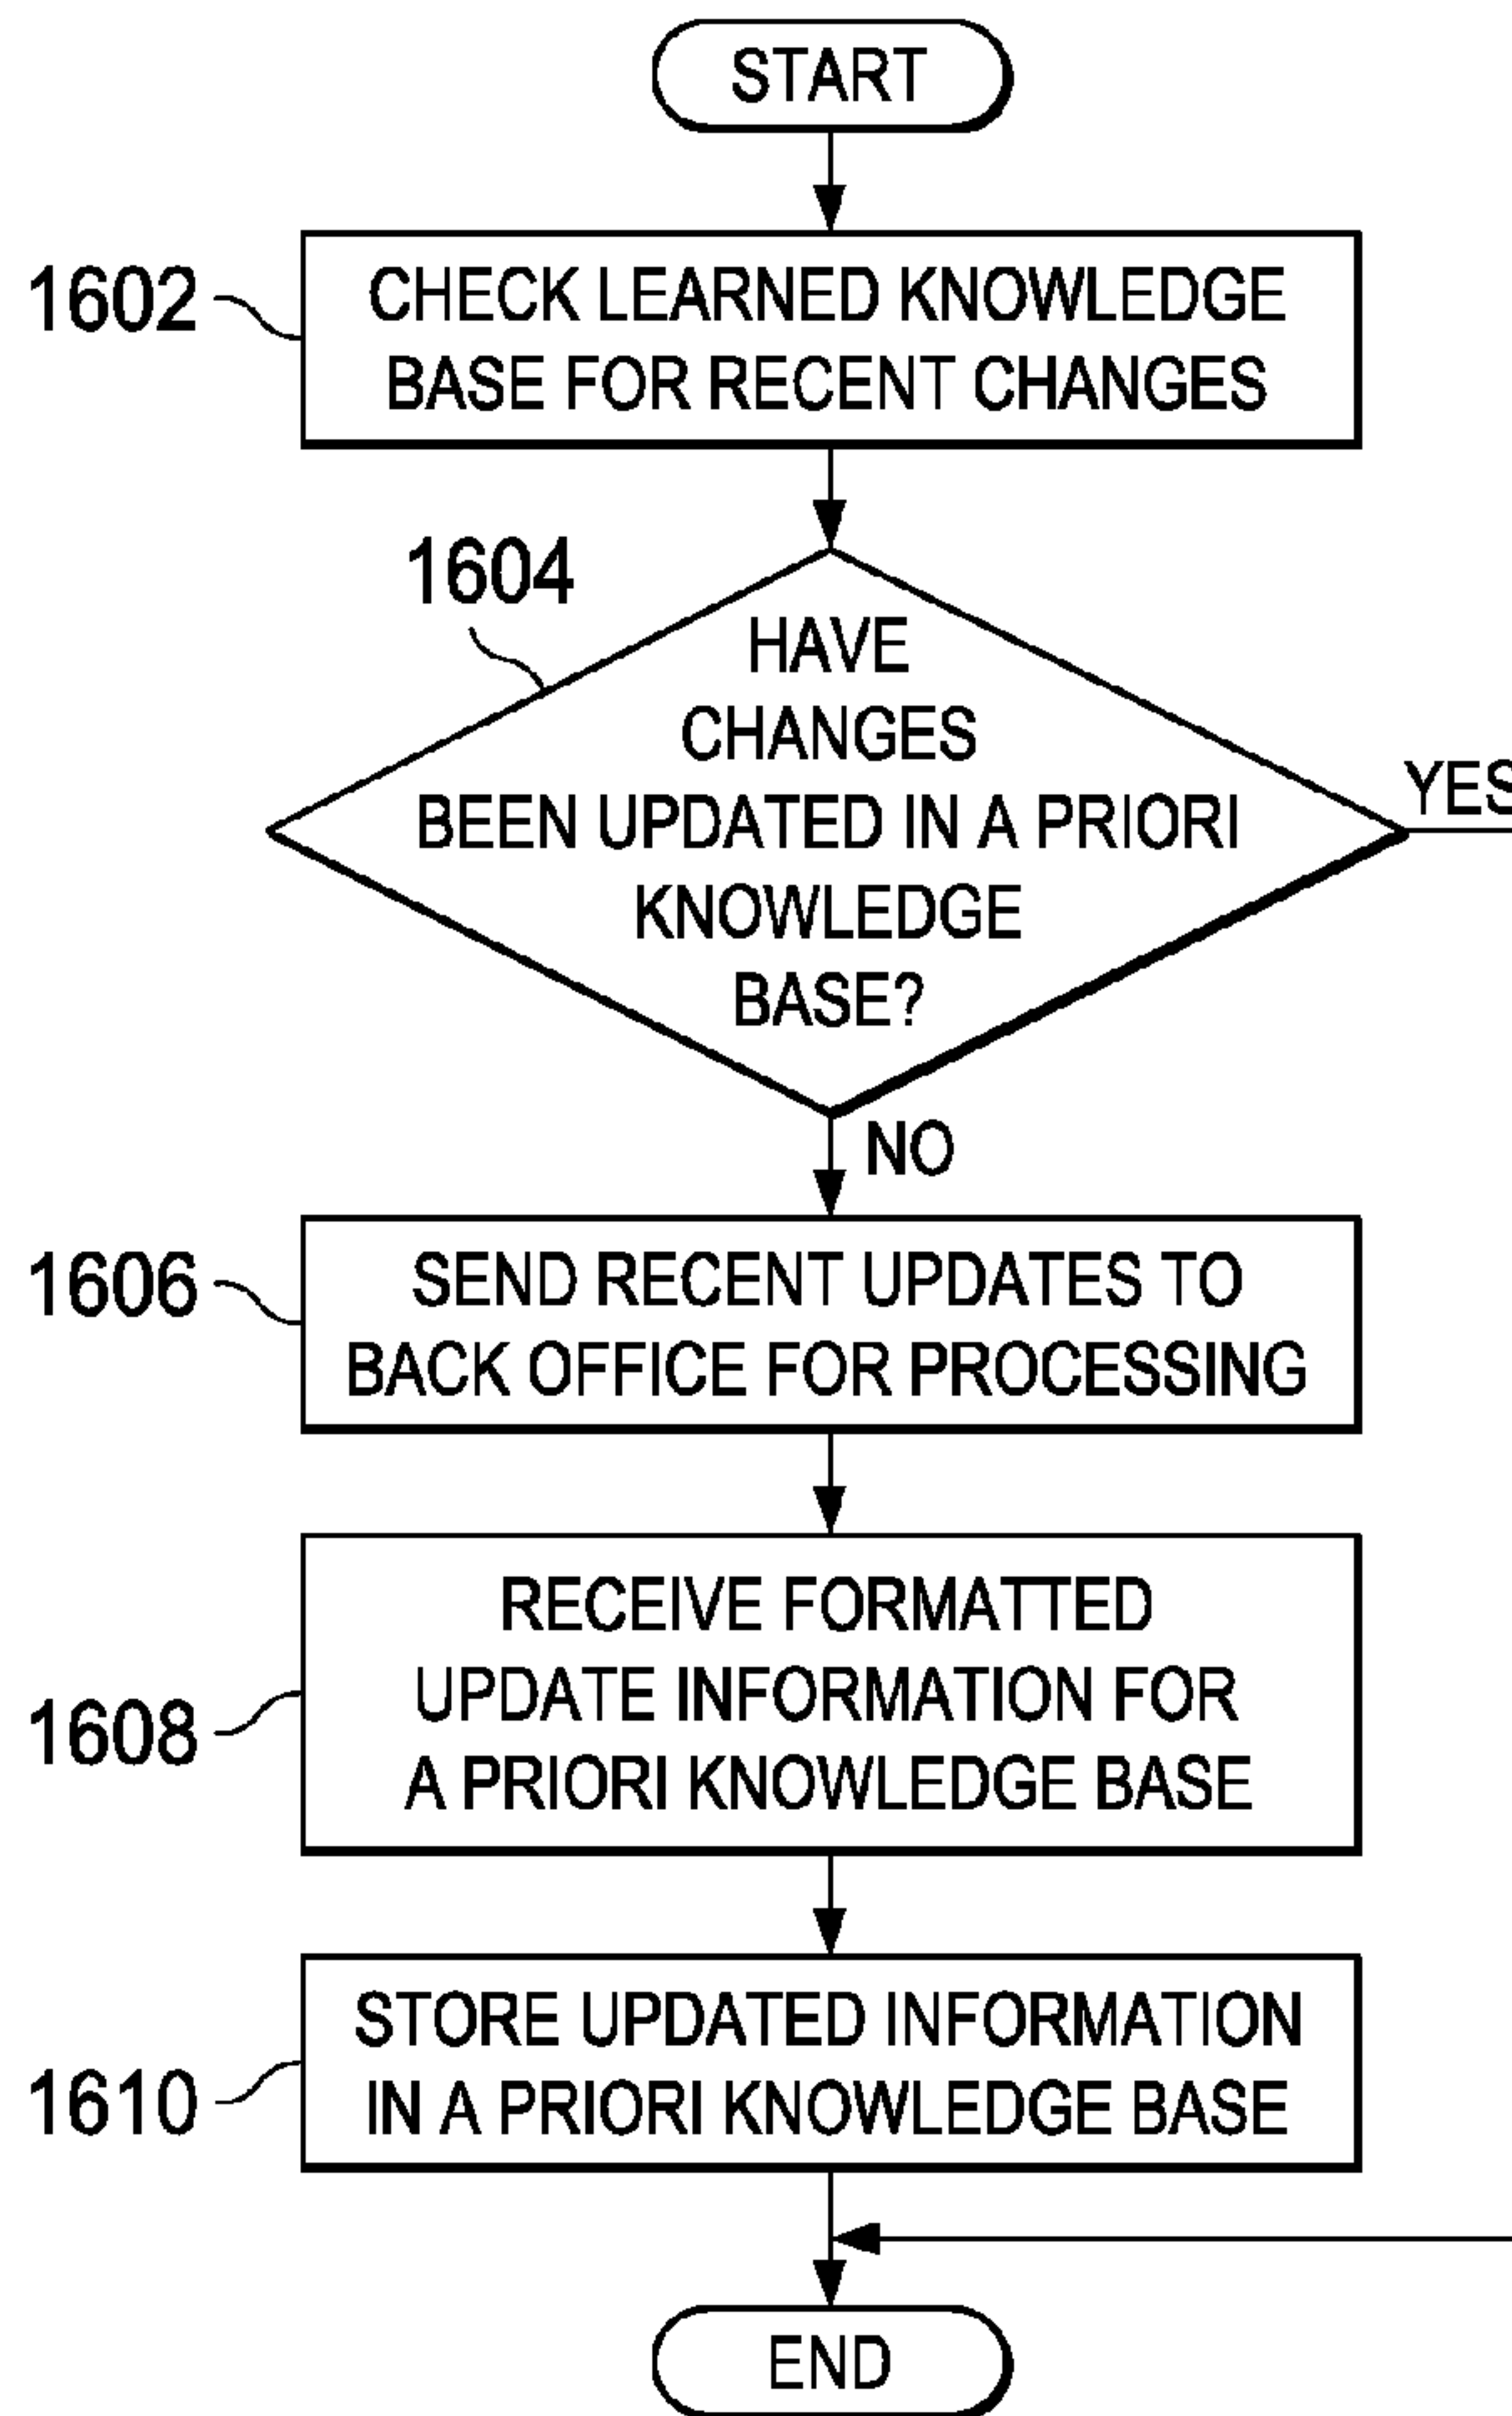 START
1602
CHECK LEARNED KNOWLEDGE
BASE FOR RECENT CHANGES
1604
HAVE
CHANGES
BEEN UPDATED IN A PRIORI
KNOWLEDGE
BASE?
YES
NO
1606
SEND RECENT UPDATES TO
BACK OFFICE FOR PROCESSING
1608
RECEIVE FORMATTED
UPDATE INFORMATION FOR
A PRIORI KNOWLEDGE BASE
1610
STORE UPDATED INFORMATION
IN A PRIORI KNOWLEDGE BASE
END